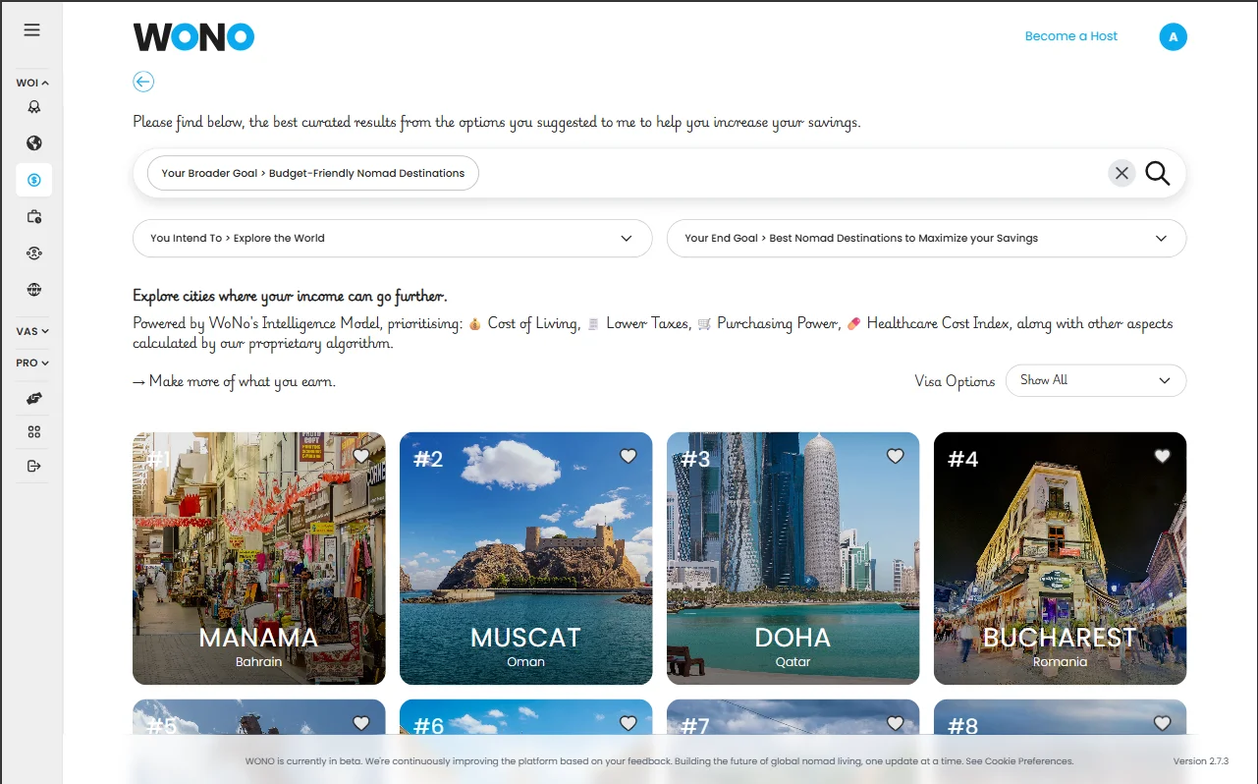 WONO
Become a Host
A
WOI
VAS
PRO
Please find below, the best curated results from the options you suggested to me to help you increase your savings.
Your Broader Goal > Budget-Friendly Nomad Destinations
You Intend To > Explore the World
Your End Goal > Best Nomad Destinations to Maximize your Savings
Explore cities where your income can go further.
Powered by WoNo's Intelligence Model, prioritising: 💰 Cost of Living, 🧾 Lower Taxes, 🛒 Purchasing Power, 💊 Healthcare Cost Index, along with other aspects
calculated by our proprietary algorithm.
→ Make more of what you earn.
Visa Options
Show All
#1
MANAMA
Bahrain
#2
MUSCAT
Oman
#3
DOHA
Qatar
#4
BUCHAREST
Romania
#5
#6
#7
#8
WONO is currently in beta. We're continuously improving the platform based on your feedback. Building the future of global nomad living, one update at a time. See Cookie Preferences.
Version 2.7.3